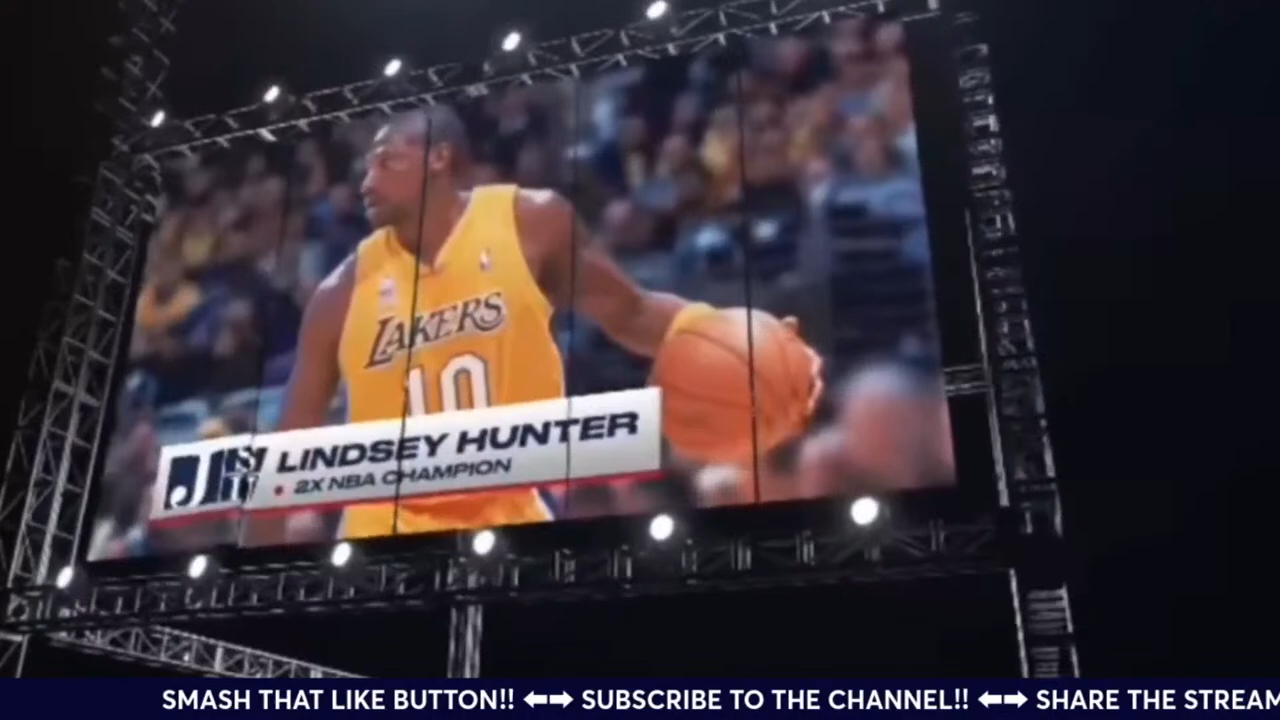 LAKERS
10
LINDSEY HUNTER
• 2X NBA CHAMPION
SMASH THAT LIKE BUTTON!! ⬅➡ SUBSCRIBE TO THE CHANNEL!! ⬅➡ SHARE THE STREAM